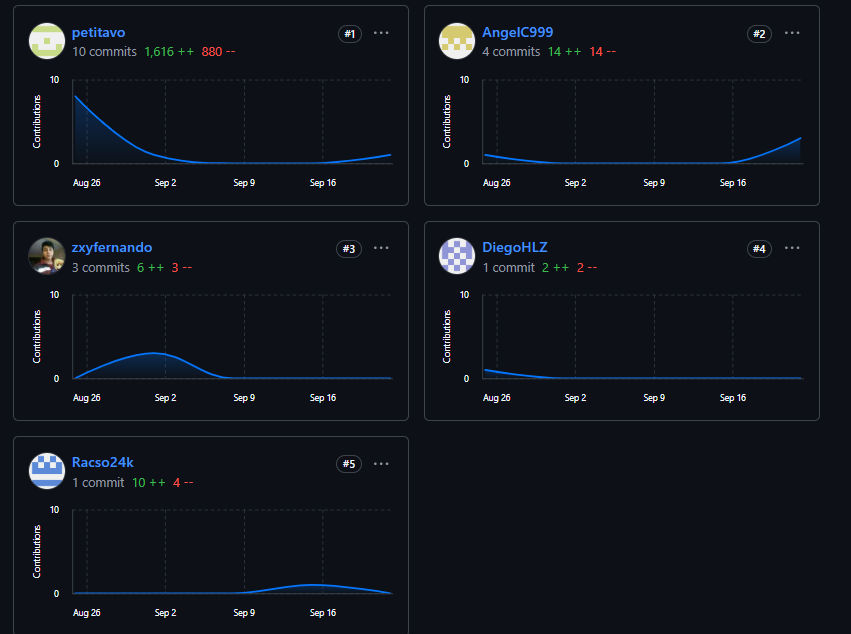 petitavo #1 ···
10 commits 1,616 ++ 880 --
10
Contributions
0
Aug 26 Sep 2 Sep 9 Sep 16
AngelC999 #2 ···
4 commits 14 ++ 14 --
10
Contributions
0
Aug 26 Sep 2 Sep 9 Sep 16
zxyfernando #3 ···
3 commits 6 ++ 3 --
10
Contributions
0
Aug 26 Sep 2 Sep 9 Sep 16
DiegoHLZ #4 ···
1 commit 2 ++ 2 --
10
Contributions
0
Aug 26 Sep 2 Sep 9 Sep 16
Racso24k #5 ···
1 commit 10 ++ 4 --
10
Contributions
0
Aug 26 Sep 2 Sep 9 Sep 16